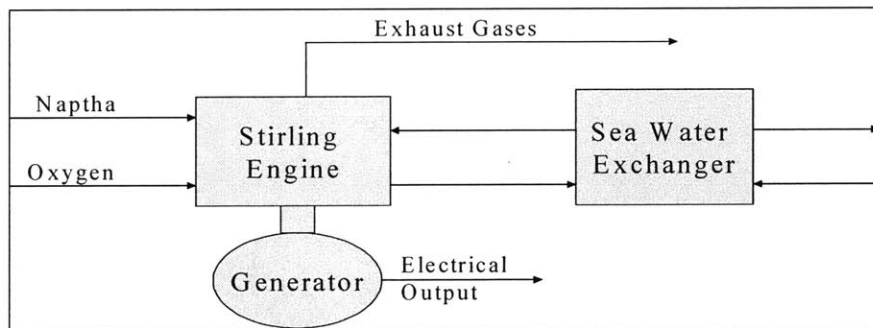 Exhaust Gases
Naptha
Stirling
Engine
Oxygen
Sea Water
Exchanger
Generator
Electrical
Output